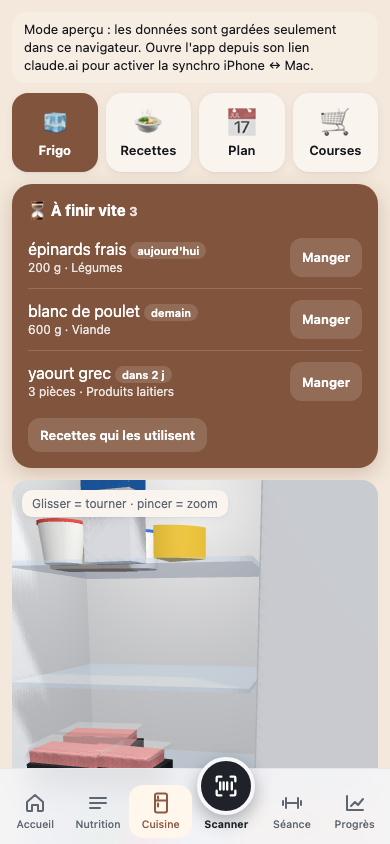 Mode aperçu : les données sont gardées seulement
dans ce navigateur. Ouvre l'app depuis son lien
claude.ai pour activer la synchro iPhone ↔ Mac.
Frigo
Recettes
JUL
17
Plan
Courses
À finir vite 3
épinards frais aujourd'hui
200 g · Légumes
Manger
blanc de poulet demain
600 g · Viande
Manger
yaourt grec dans 2 j
3 pièces · Produits laitiers
Manger
Recettes qui les utilisent
Glisser = tourner · pincer = zoom
Accueil
Nutrition
Cuisine
Scanner
Séance
Progrès